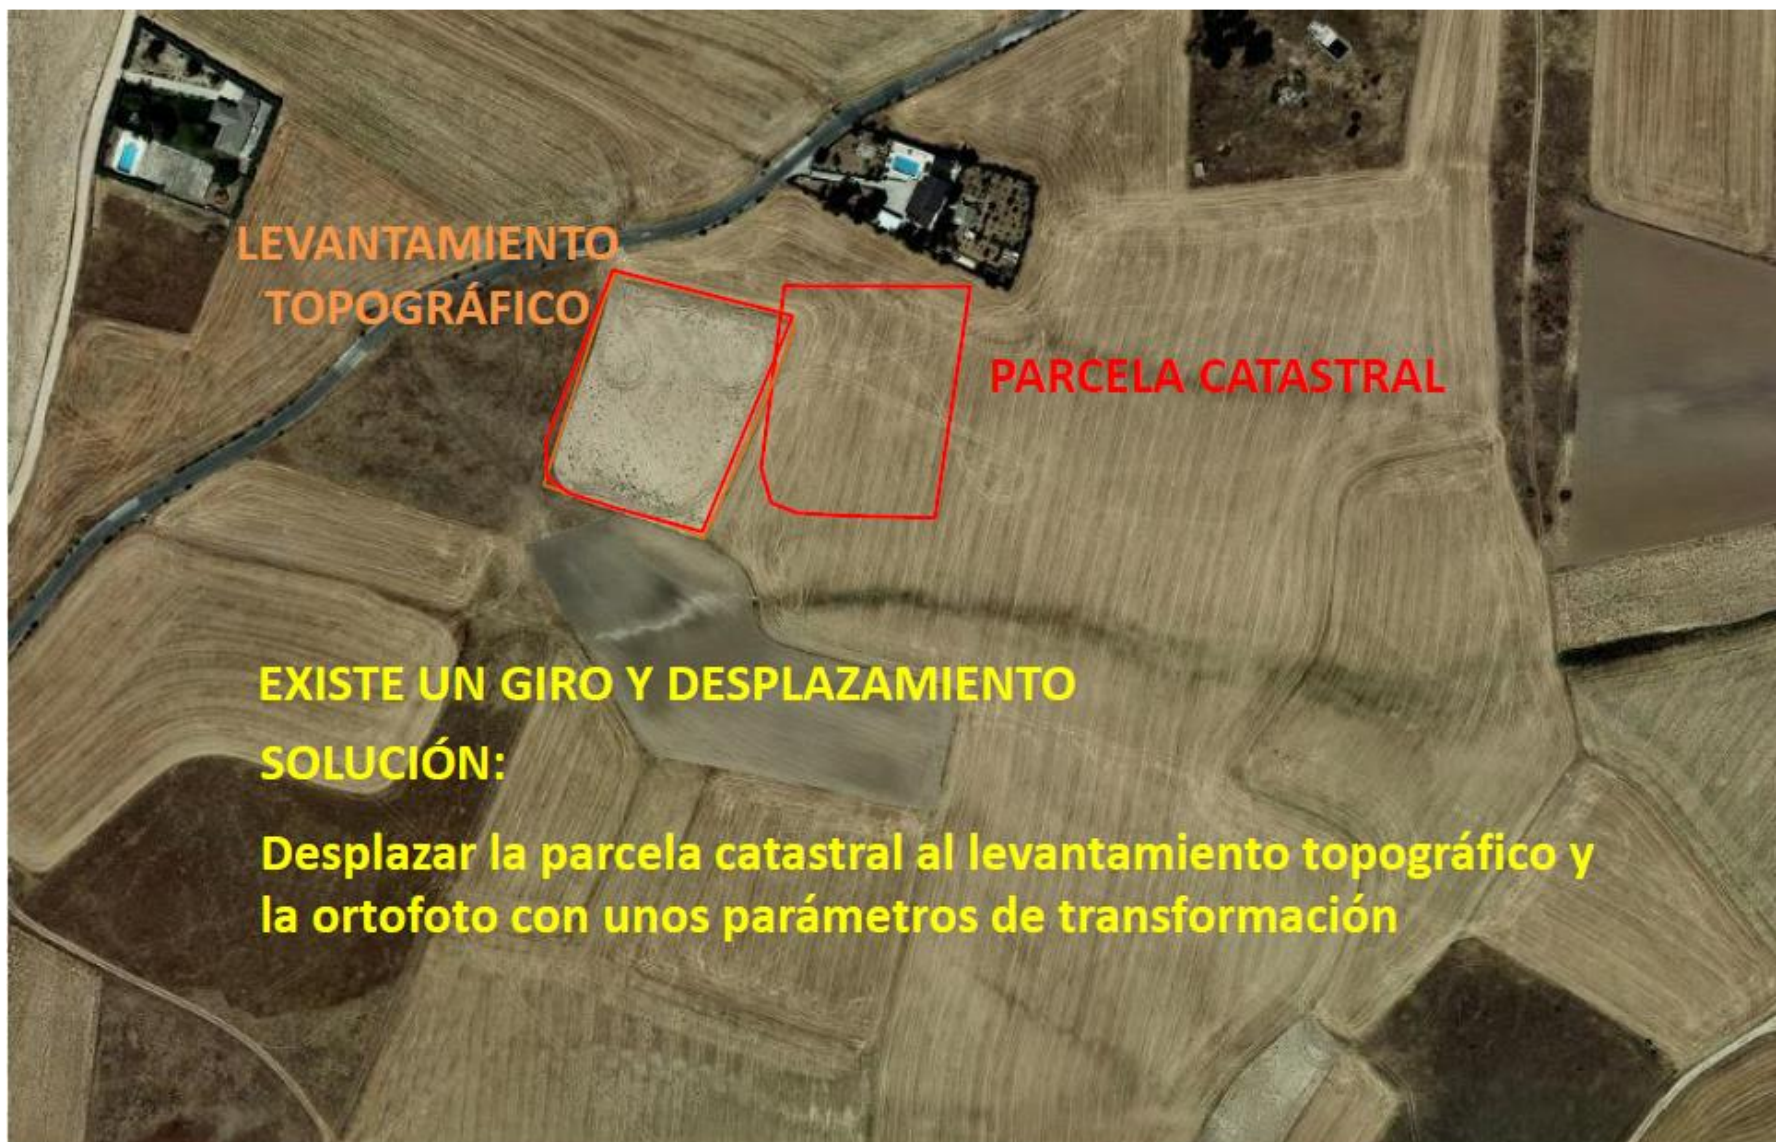 LEVANTAMIENTO
TOPOGRÁFICO
PARCELA CATASTRAL
EXISTE UN GIRO Y DESPLAZAMIENTO
SOLUCIÓN:
Desplazar la parcela catastral al levantamiento topográfico y
la ortofoto con unos parámetros de transformación